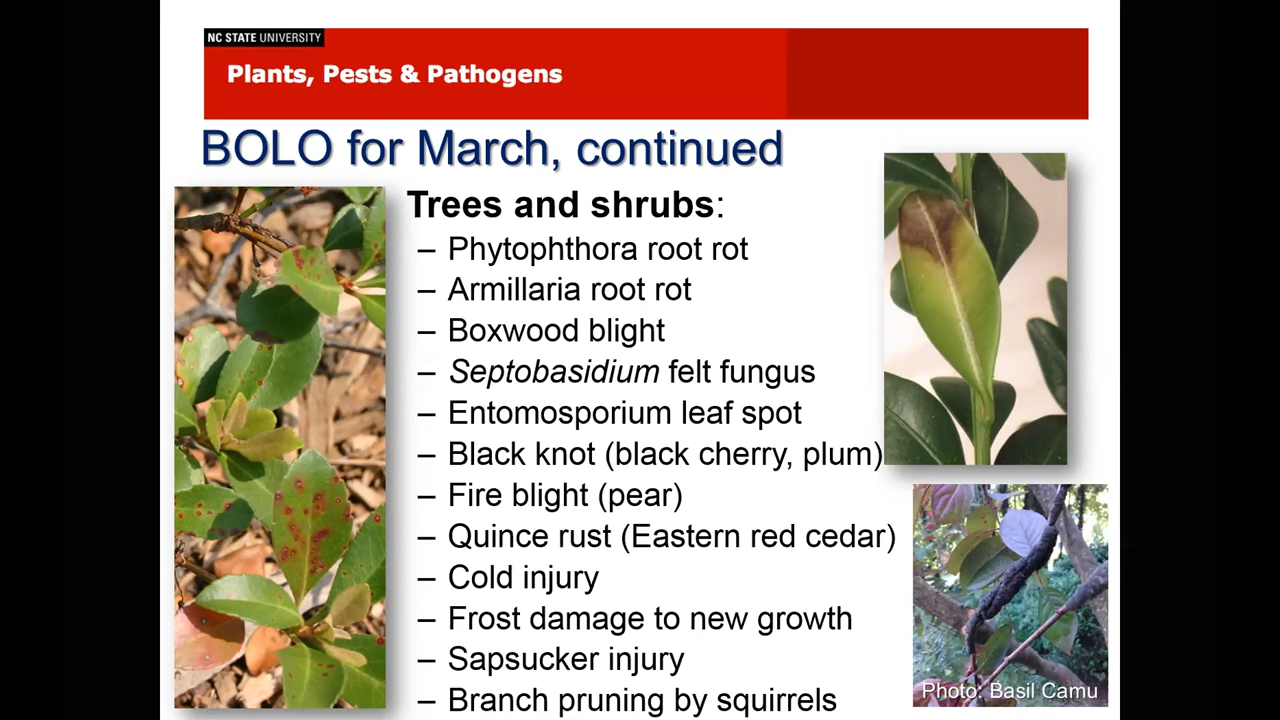 NC STATE UNIVERSITY
Plants, Pests & Pathogens
BOLO for March, continued
Trees and shrubs:
– Phytophthora root rot
– Armillaria root rot
– Boxwood blight
– Septobasidium felt fungus
– Entomosporium leaf spot
– Black knot (black cherry, plum)
– Fire blight (pear)
– Quince rust (Eastern red cedar)
– Cold injury
– Frost damage to new growth
– Sapsucker injury
– Branch pruning by squirrels
Photo: Basil Camu